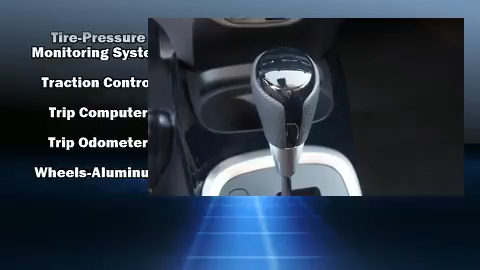 Tire-Pressure
Monitoring Syste
Traction Contro
Trip Computer
Trip Odometer
Wheels-Aluminu